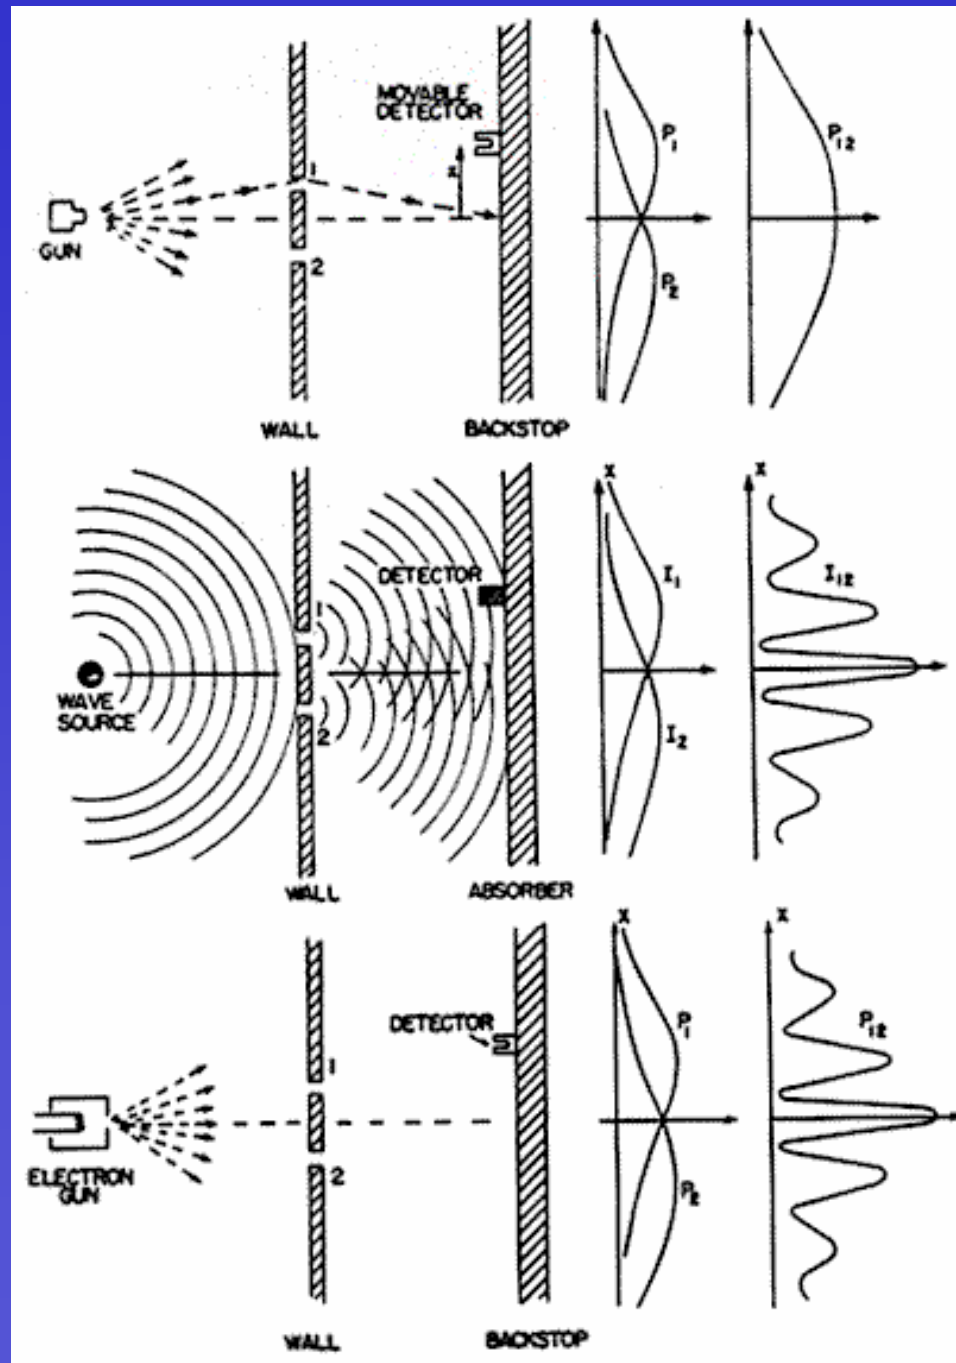 MOVABLE
DETECTOR
x
1
GUN
2
WALL
BACKSTOP
P1
P2
P12
WAVE
SOURCE
1
2
DETECTOR
WALL
ABSORBER
x
I1
I2
x
I12
ELECTRON
GUN
1
2
DETECTOR
WALL
BACKSTOP
x
P1
P2
x
P12